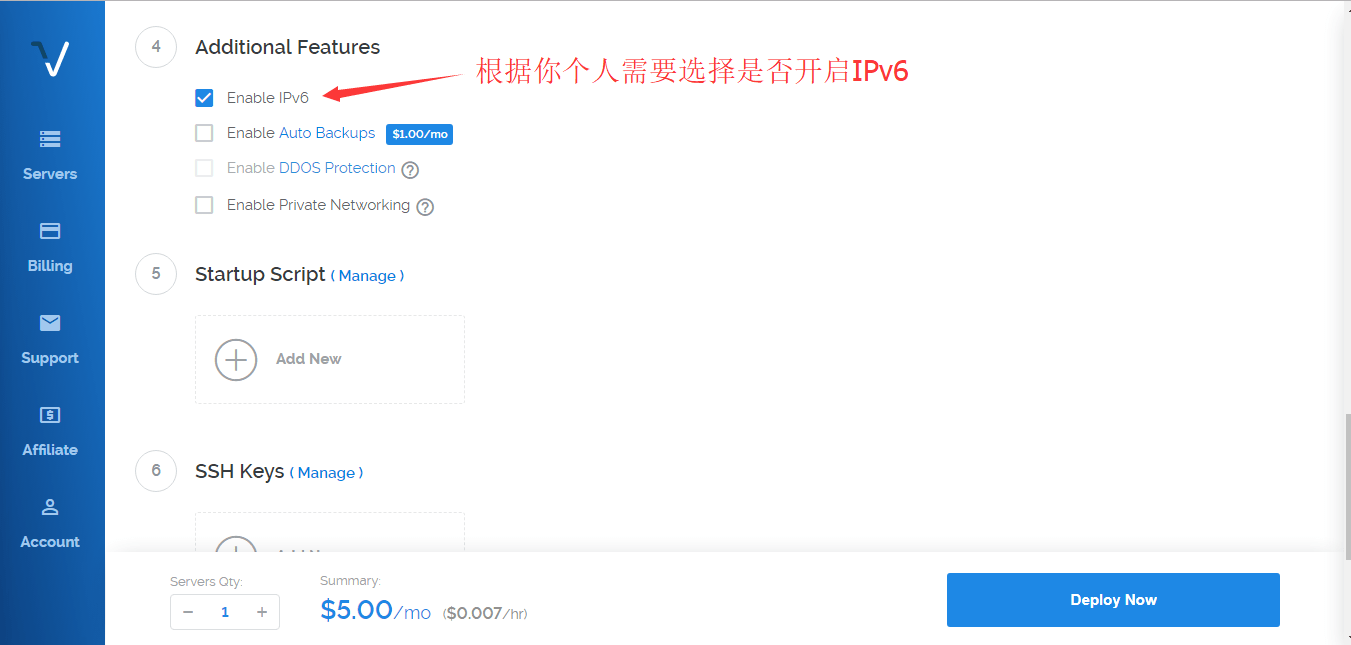 4 Additional Features
根据你个人需要选择是否开启IPv6
Enable IPv6
Enable Auto Backups $1.00/mo
Enable DDOS Protection ?
Enable Private Networking ?
Servers
Billing
Support
Affiliate
Account
5 Startup Script ( Manage )
Add New
6 SSH Keys ( Manage )
Servers Qty:
− 1 +
Summary:
$5.00/mo ($0.007/hr)
Deploy Now